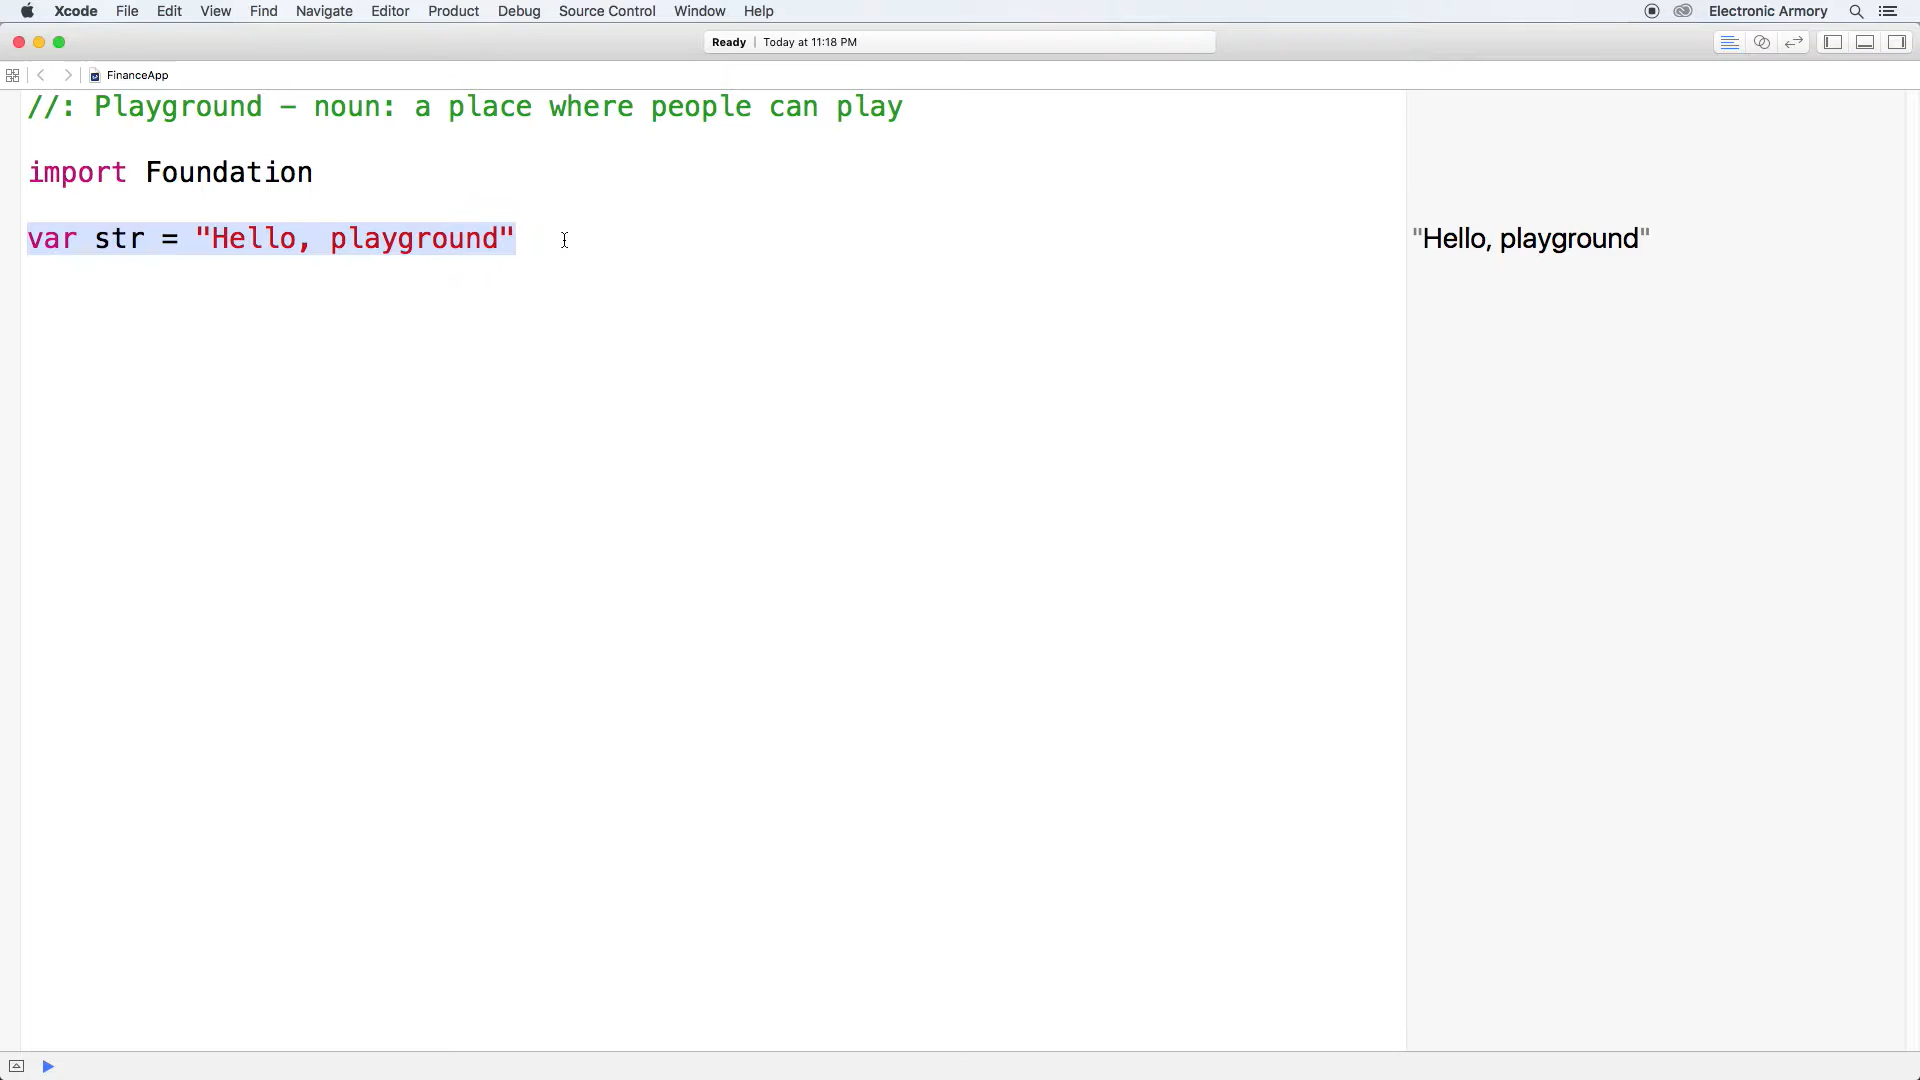 Xcode File Edit View Find Navigate Editor Product Debug Source Control Window Help Electronic Armory
Ready | Today at 11:18 PM
FinanceApp
//: Playground – noun: a place where people can play
import Foundation
var str = "Hello, playground" "Hello, playground"